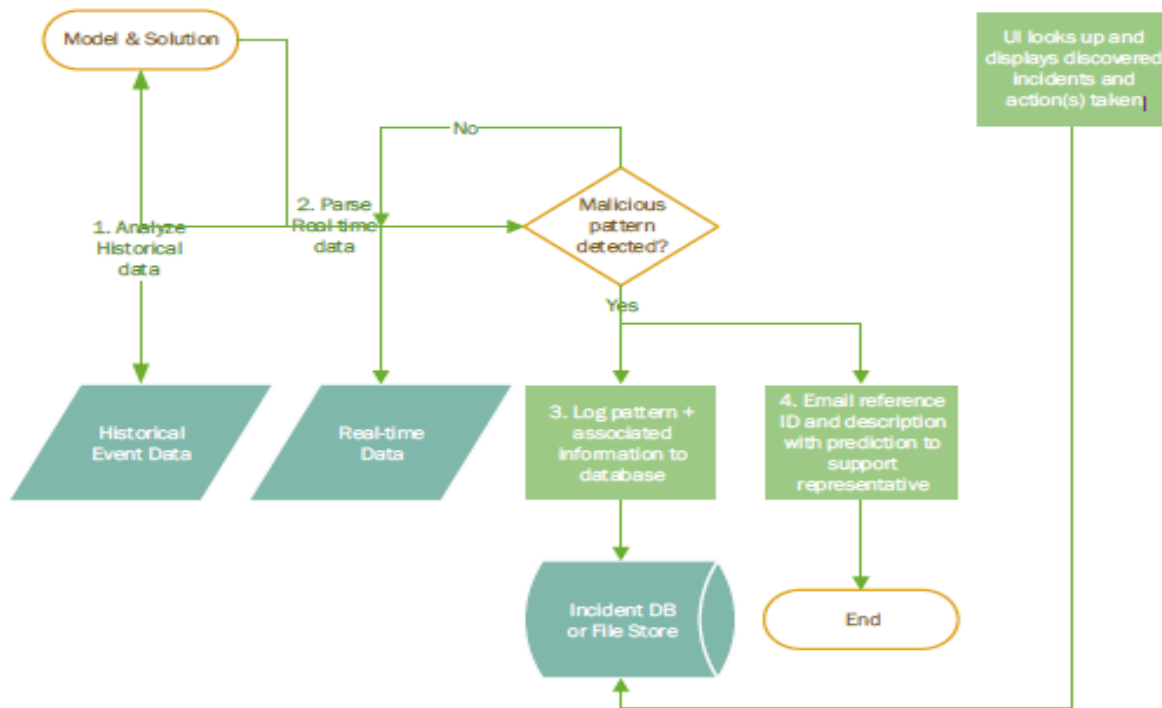 Model & Solution
UI looks up and
displays discovered
incidents and
action(s) taken
No
1. Analyze
Historical
data
2. Parse
Real-time
data
Malicious
pattern
detected?
Yes
Historical
Event Data
Real-time
Data
3. Log pattern +
associated
information to
database
4. Email reference
ID and description
with prediction to
support
representative
Incident DB
or File Store
End